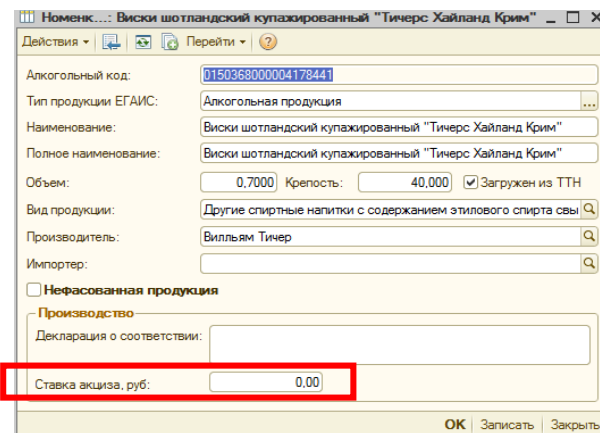 Номенк...: Виски шотландский купажированный "Тичерс Хайланд Крим"
Действия Перейти ?
Алкогольный код: 0150368000004178441
Тип продукции ЕГАИС: Алкогольная продукция ...
Наименование: Виски шотландский купажированный "Тичерс Хайланд Крим"
Полное наименование: Виски шотландский купажированный "Тичерс Хайланд Крим"
Объем: 0,7000 Крепость: 40,000 Загружен из ТТН
Вид продукции: Другие спиртные напитки с содержанием этилового спирта свы
Производитель: Вилльям Тичер
Импортер:
Нефасованная продукция
Производство
Декларация о соответствии:
Ставка акциза, руб: 0,00
OK Записать Закрыть